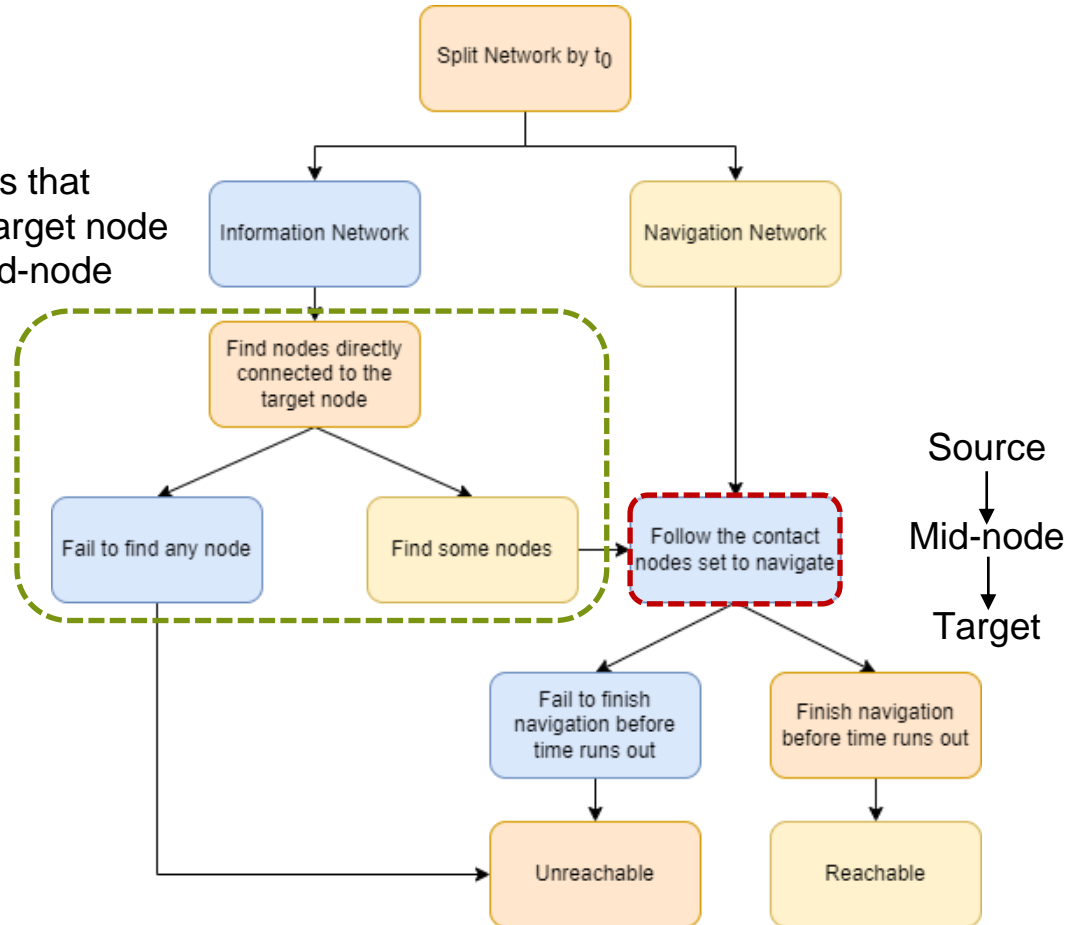 Split Network by t0
s that
arget node
d-node
Information Network
Navigation Network
Find nodes directly
connected to the
target node
Fail to find any node
Find some nodes
Follow the contact
nodes set to navigate
Source
Mid-node
Target
Fail to finish
navigation before
time runs out
Finish navigation
before time runs out
Unreachable
Reachable